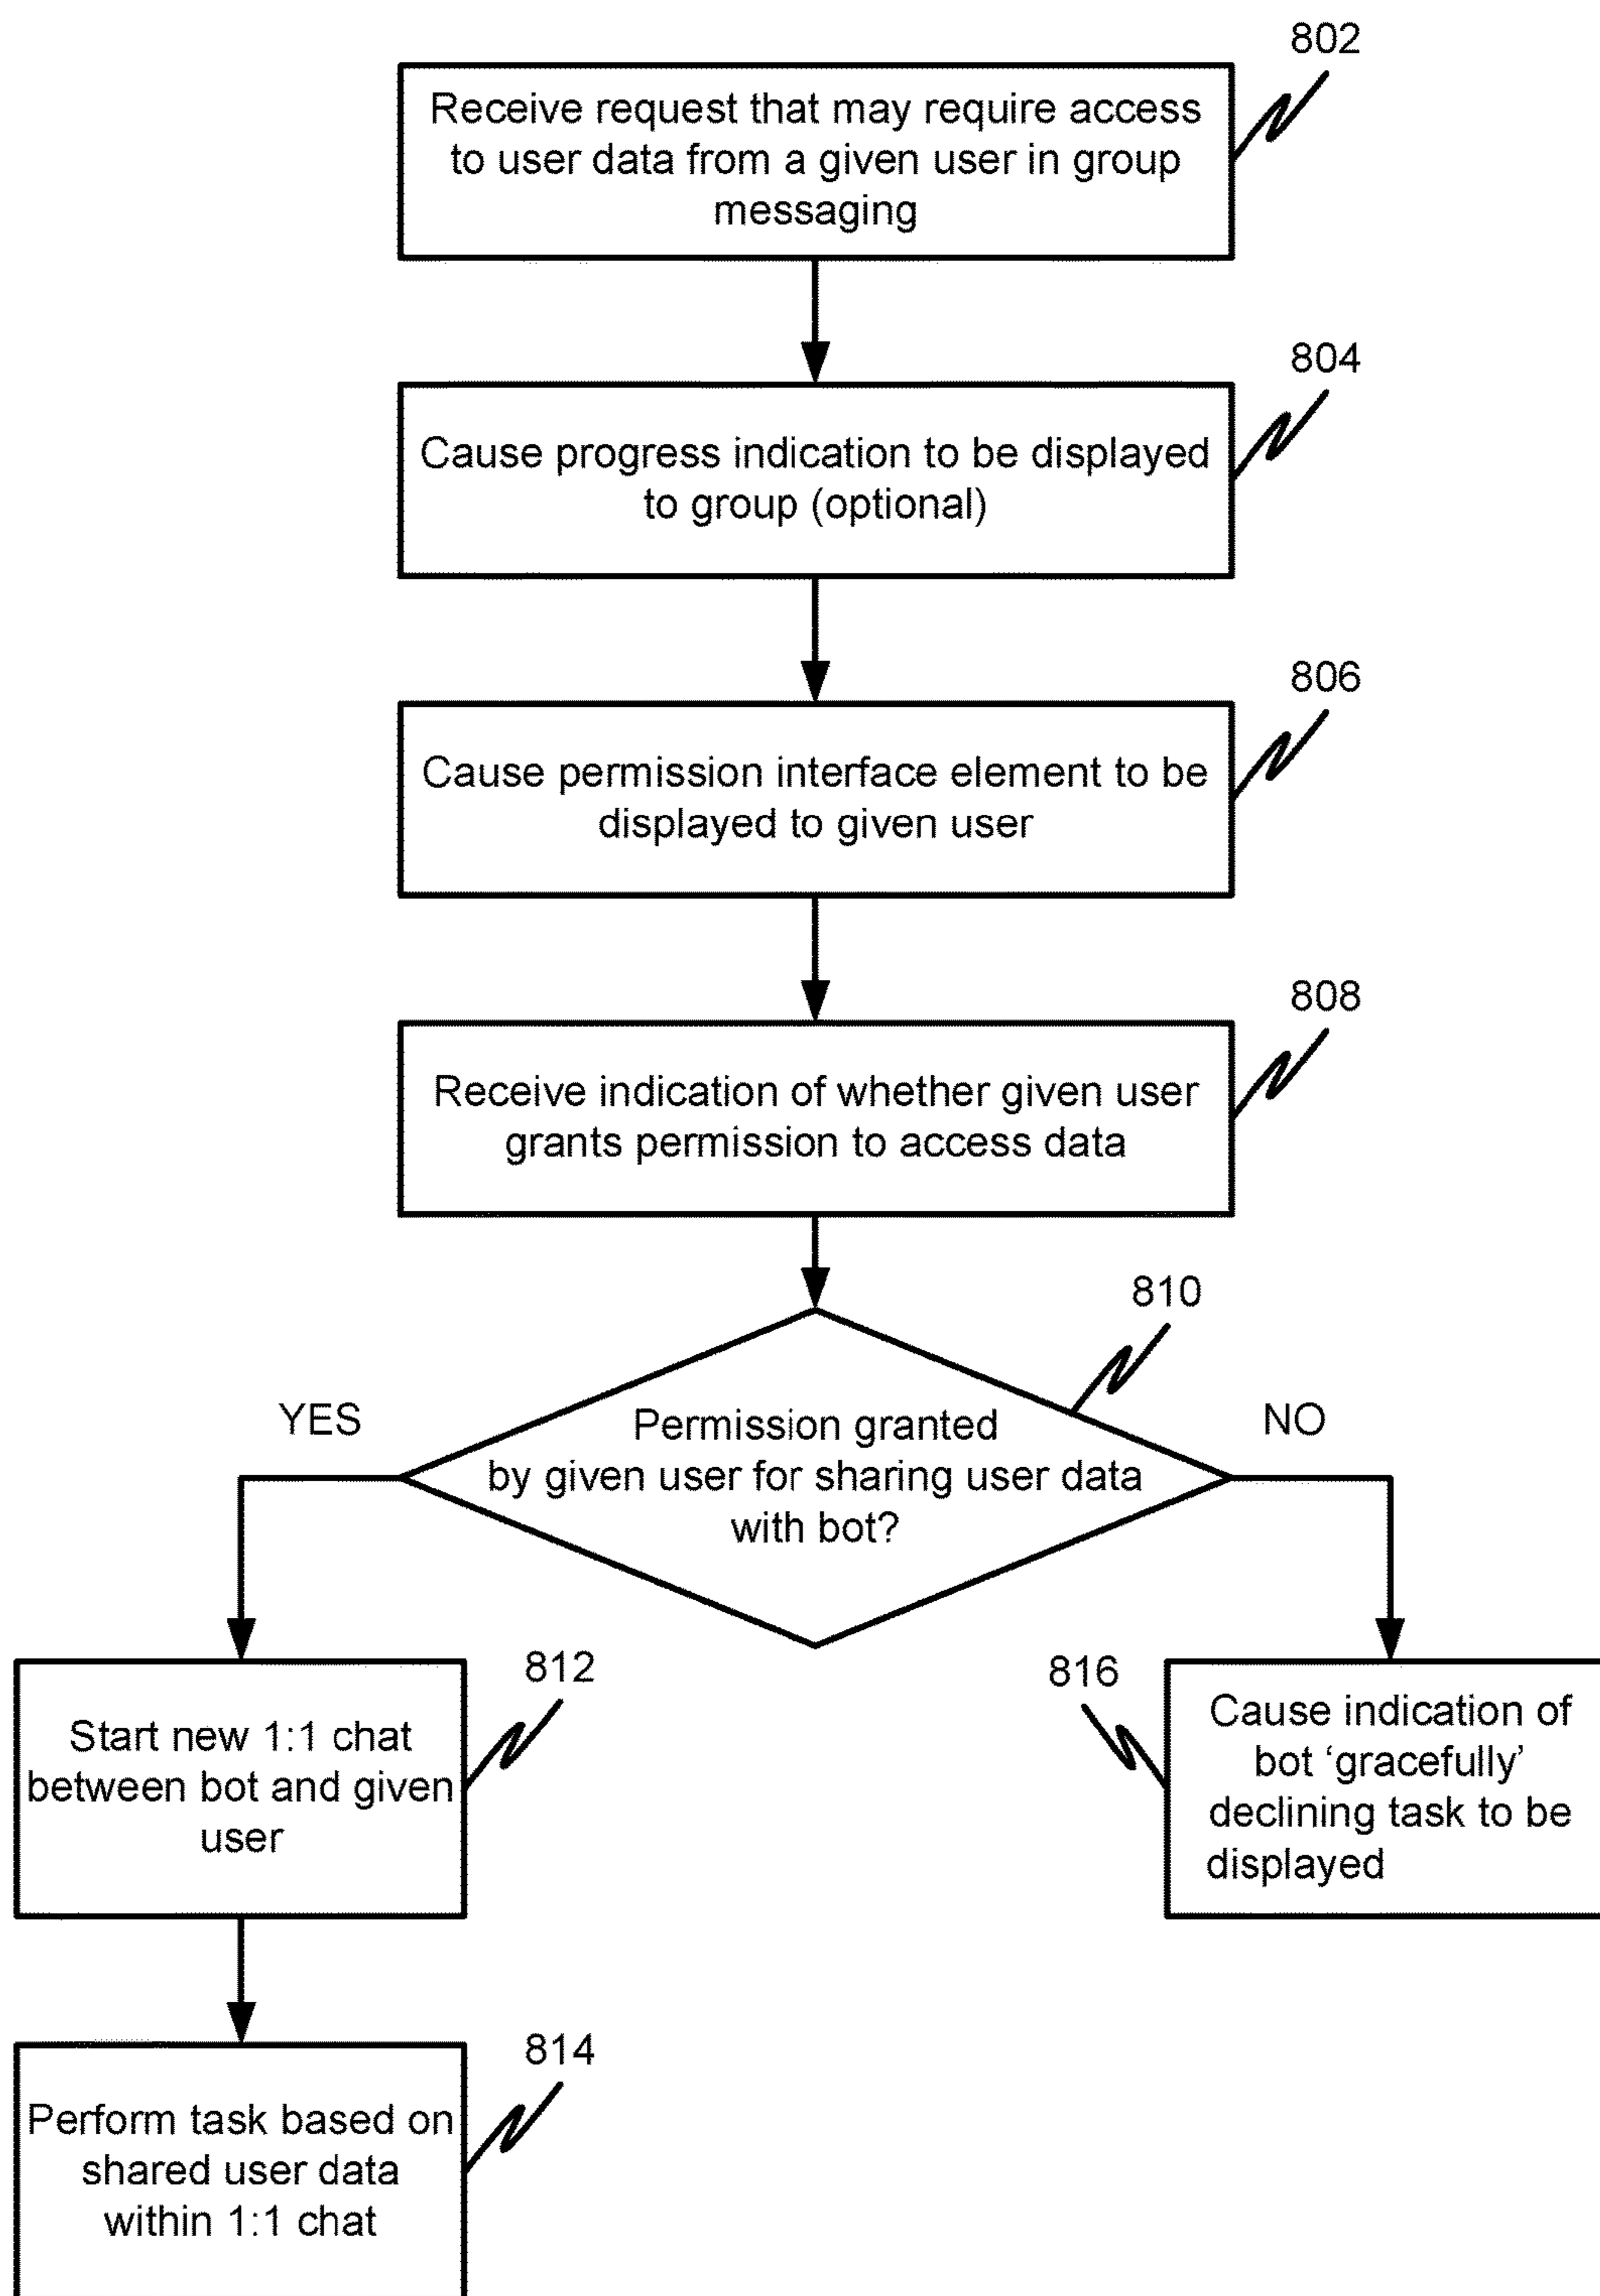 802
Receive request that may require access
to user data from a given user in group
messaging
804
Cause progress indication to be displayed
to group (optional)
806
Cause permission interface element to be
displayed to given user
808
Receive indication of whether given user
grants permission to access data
810
YES
NO
Permission granted
by given user for sharing user data
with bot?
812
Start new 1:1 chat
between bot and given
user
816
Cause indication of
bot ‘gracefully’
declining task to be
displayed
814
Perform task based on
shared user data
within 1:1 chat